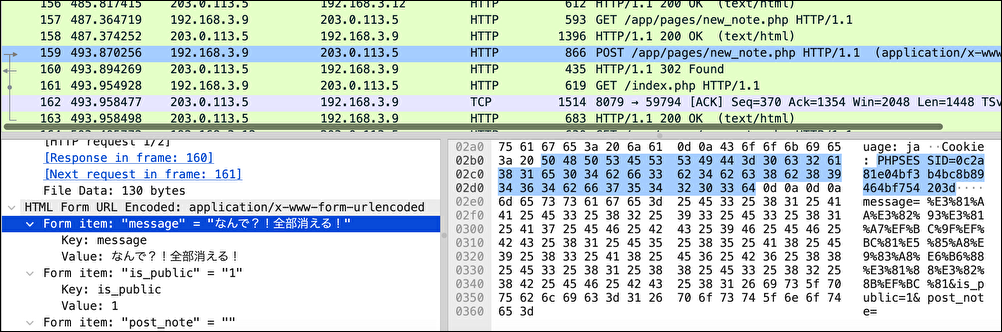 156 485.817415 203.0.113.5 192.168.3.12 HTTP 612 HTTP/1.1 200 OK (text/html)
157 487.364719 192.168.3.9 203.0.113.5 HTTP 593 GET /app/pages/new_note.php HTTP/1.1
158 487.374252 203.0.113.5 192.168.3.9 HTTP 1396 HTTP/1.1 200 OK (text/html)
159 493.870256 192.168.3.9 203.0.113.5 HTTP 866 POST /app/pages/new_note.php HTTP/1.1 (application/x-www
160 493.894269 203.0.113.5 192.168.3.9 HTTP 435 HTTP/1.1 302 Found
161 493.954928 192.168.3.9 203.0.113.5 HTTP 619 GET /index.php HTTP/1.1
162 493.958477 203.0.113.5 192.168.3.9 TCP 1514 8079 → 59794 [ACK] Seq=370 Ack=1354 Win=2048 Len=1448 TSv
163 493.958498 203.0.113.5 192.168.3.9 HTTP 683 HTTP/1.1 200 OK (text/html)
[HTTP request 1/2]
[Response in frame: 160]
[Next request in frame: 161]
File Data: 130 bytes
HTML Form URL Encoded: application/x-www-form-urlencoded
Form item: "message" = "なんで？！全部消える！"
Key: message
Value: なんで？！全部消える！
Form item: "is_public" = "1"
Key: is_public
Value: 1
Form item: "post_note" = ""
02a0 75 61 67 65 3a 20 6a 61 0d 0a 43 6f 6f 6b 69 65 uage: ja ··Cookie
02b0 3a 20 50 48 50 53 45 53 53 49 44 3d 30 63 32 61 : PHPSES SID=0c2a
02c0 38 31 65 30 34 62 66 33 62 34 62 63 38 62 38 39 81e04bf3 b4bc8b89
02d0 34 36 34 62 66 37 35 34 32 30 33 64 0d 0a 0d 0a 464bf754 203d····
02e0 6d 65 73 73 61 67 65 3d 25 45 33 25 38 31 25 41 message= %E3%81%A
02f0 41 25 45 33 25 38 32 25 39 33 25 45 33 25 38 31 A%E3%82% 93%E3%81
0300 25 41 37 25 45 46 25 42 43 25 39 46 25 45 46 25 %A7%EF%B C%9F%EF%
0310 42 43 25 38 31 25 45 35 25 38 35 25 41 38 25 45 BC%81%E5 %85%A8%E
0320 39 25 38 33 25 41 38 25 45 36 25 42 36 25 38 38 9%83%A8% E6%B6%88
0330 25 45 33 25 38 31 25 38 38 25 45 33 25 38 32 25 %E3%81%8 8%E3%82%
0340 38 42 25 45 46 25 42 43 25 38 31 26 69 73 5f 70 8B%EF%BC %81&is_p
0350 75 62 6c 69 63 3d 31 26 70 6f 73 74 5f 6e 6f 74 ublic=1& post_not
0360 65 3d e=